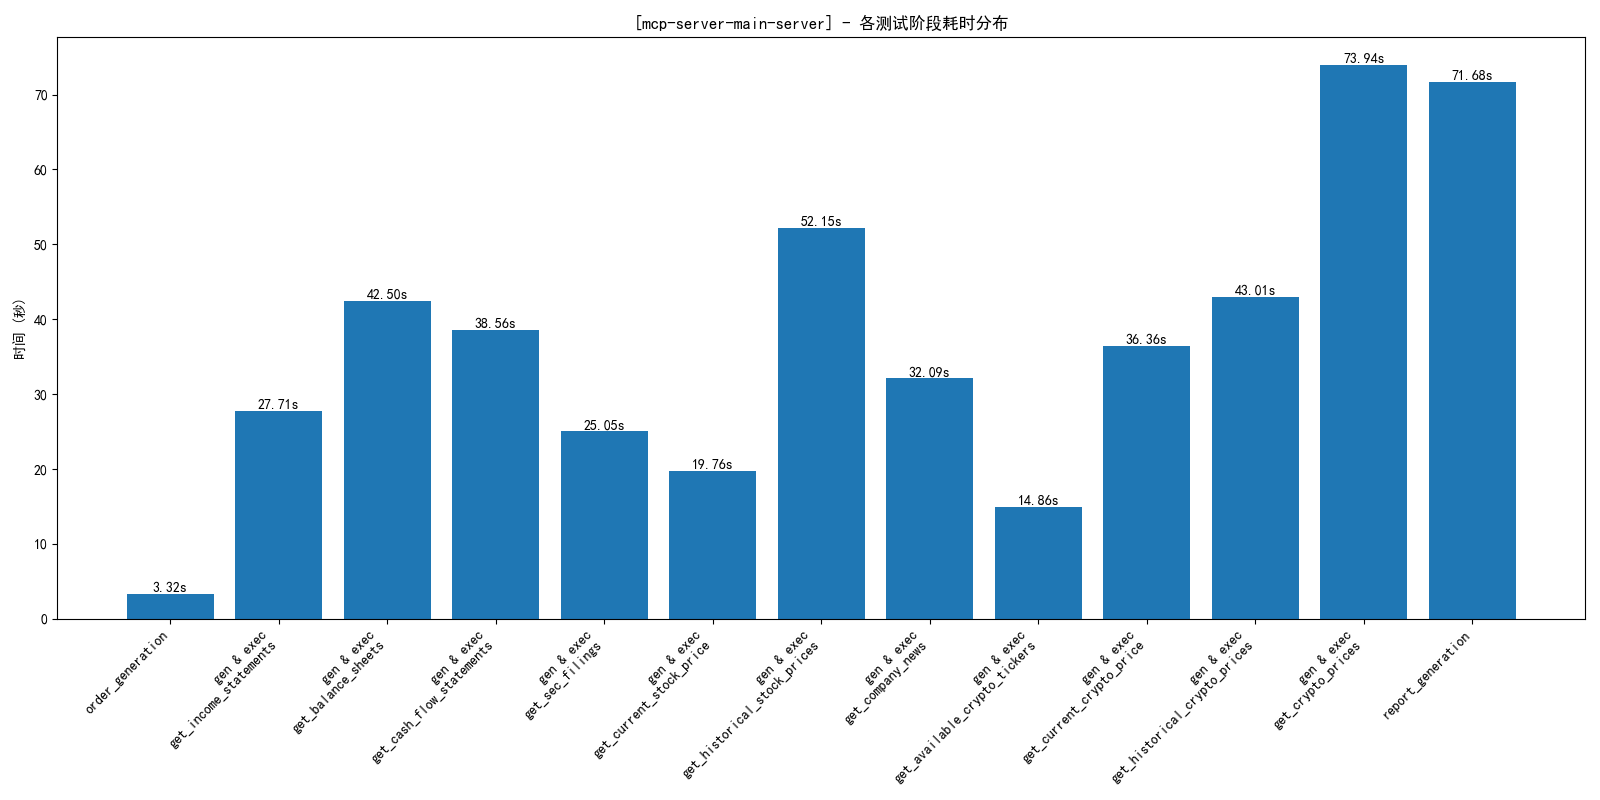 [mcp-server-main-server] - 各测试阶段耗时分布
时间 (秒)
70
60
50
40
30
20
10
0
3.32s
27.71s
42.50s
38.56s
25.05s
19.76s
52.15s
32.09s
14.86s
36.36s
43.01s
73.94s
71.68s
order_generation
gen & exec
get_income_statements
gen & exec
get_balance_sheets
gen & exec
get_cash_flow_statements
gen & exec
get_sec_filings
gen & exec
get_current_stock_price
gen & exec
get_historical_stock_prices
gen & exec
get_company_news
gen & exec
get_available_crypto_tickers
gen & exec
get_current_crypto_price
gen & exec
get_historical_crypto_prices
gen & exec
get_crypto_prices
report_generation